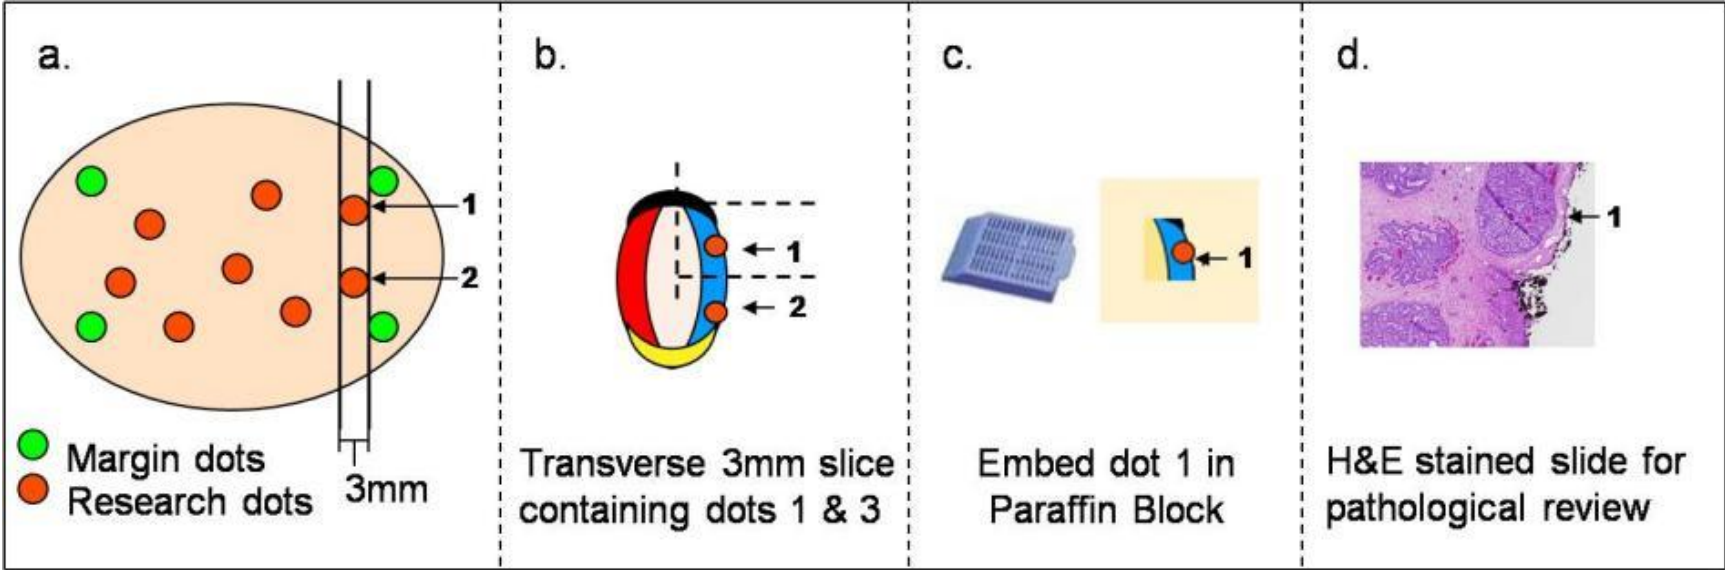 a.
1
2
Margin dots
Research dots
3mm
b.
1
2
Transverse 3mm slice
containing dots 1 & 3
c.
1
Embed dot 1 in
Paraffin Block
d.
1
H&E stained slide for
pathological review